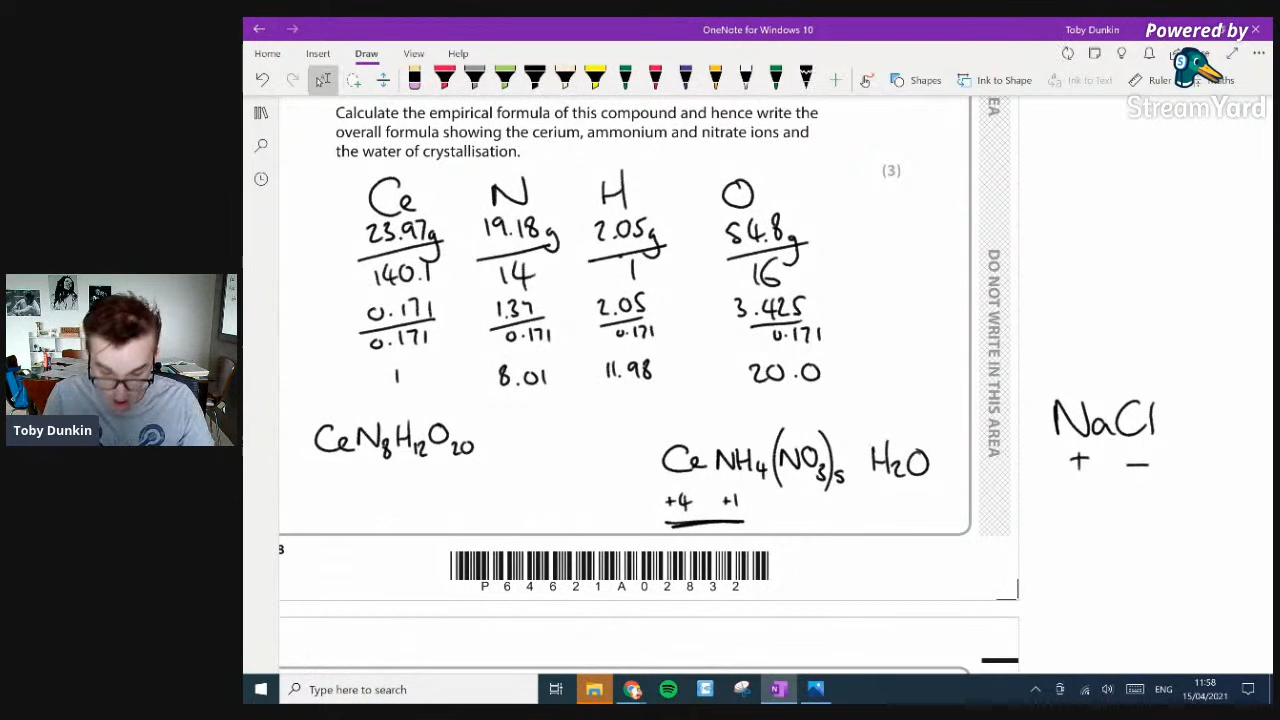 OneNote for Windows 10
Toby Dunkin
Powered by
StreamYard
Home Insert Draw View Help
Shapes Ink to Shape Ink to Text Ruler
Calculate the empirical formula of this compound and hence write the
overall formula showing the cerium, ammonium and nitrate ions and
the water of crystallisation.
(3)
Ce N H O
23.97g 19.18g 2.05g 54.8g
140.1 14 1 16
0.171 1.37 2.05 3.425
0.171 0.171 0.171 0.171
1 8.01 11.98 20.0
CeN8H12O20
Ce NH4(NO3)5 H2O
+4 +1
NaCl
+ −
DO NOT WRITE IN THIS AREA
EA
3
P 6 4 6 2 1 A 0 2 8 3 2
Toby Dunkin
Type here to search
ENG
11:58
15/04/2021